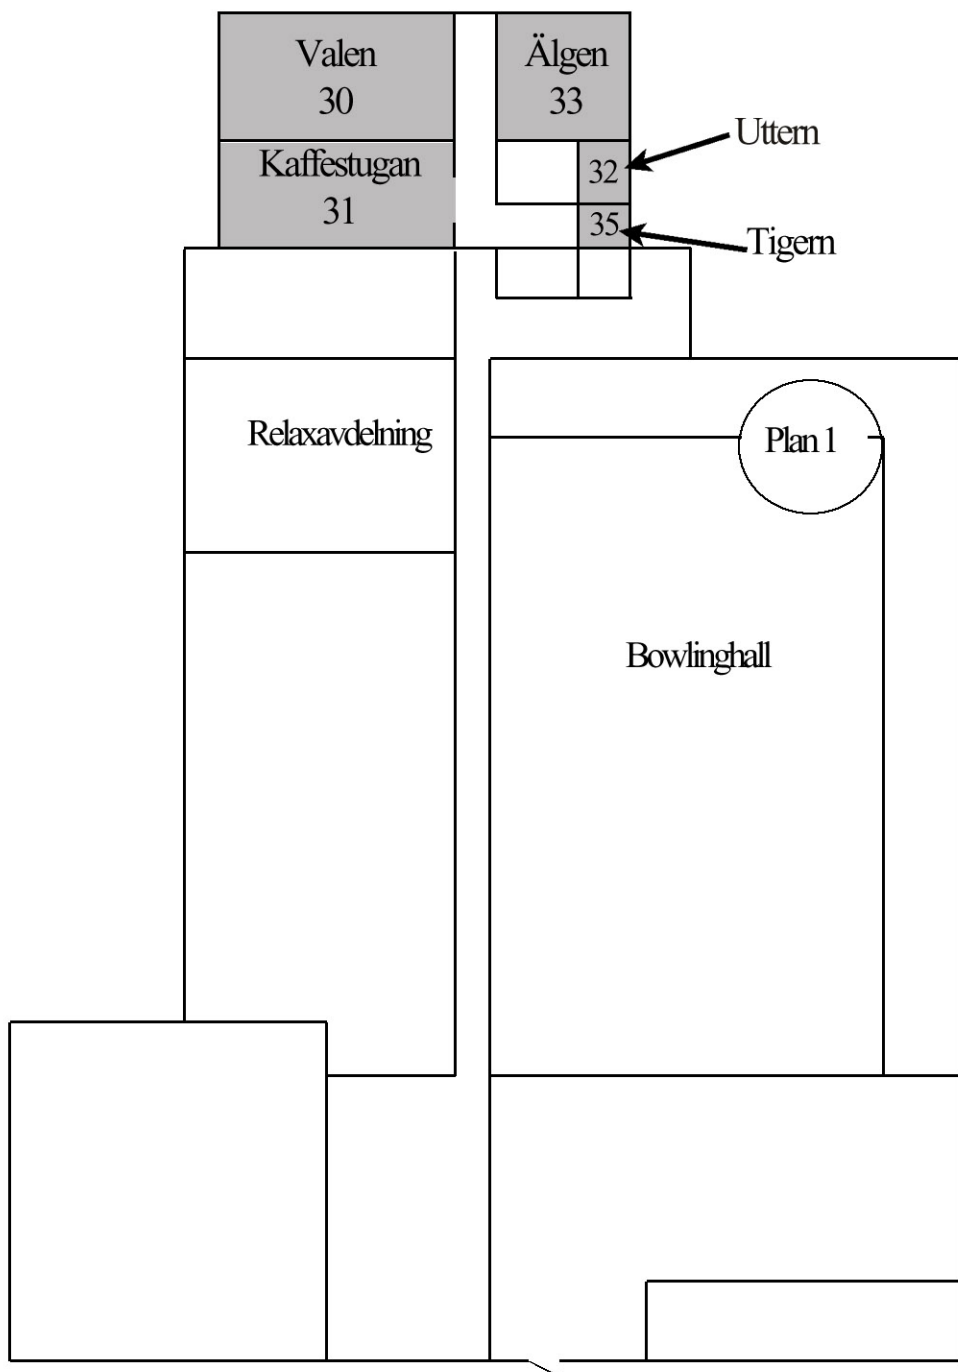 Valen
30
Älgen
33
Uttern
Kaffestugan
31
32
35
Tigern
Relaxavdelning
Plan 1
Bowlinghall